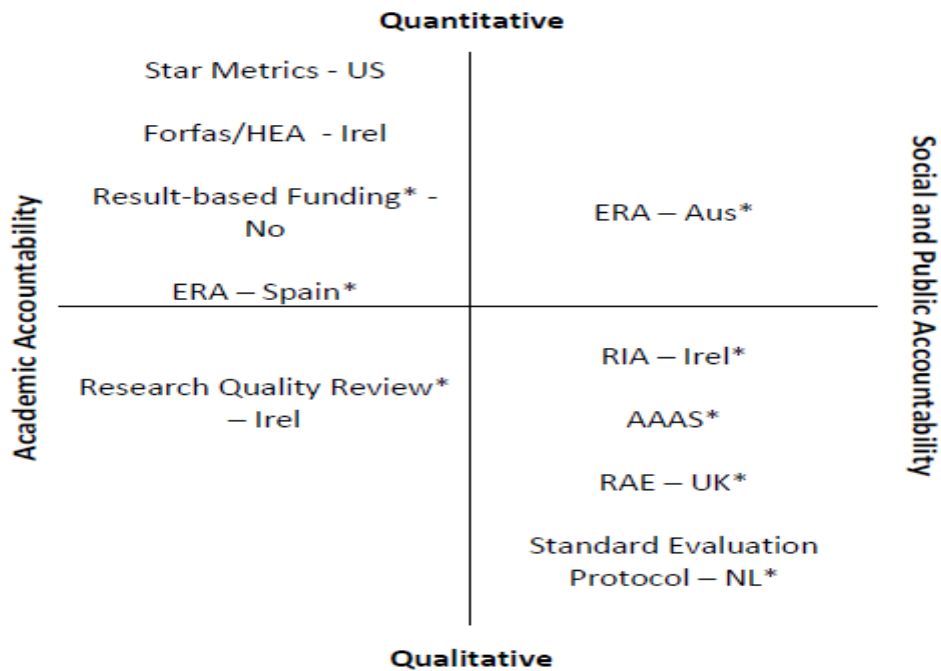 Quantitative
Star Metrics - US
Forfas/HEA - Irel
Result-based Funding* -
No
ERA – Spain*
ERA – Aus*
Academic Accountability
Social and Public Accountability
Research Quality Review*
– Irel
RIA – Irel*
AAAS*
RAE – UK*
Standard Evaluation
Protocol – NL*
Qualitative